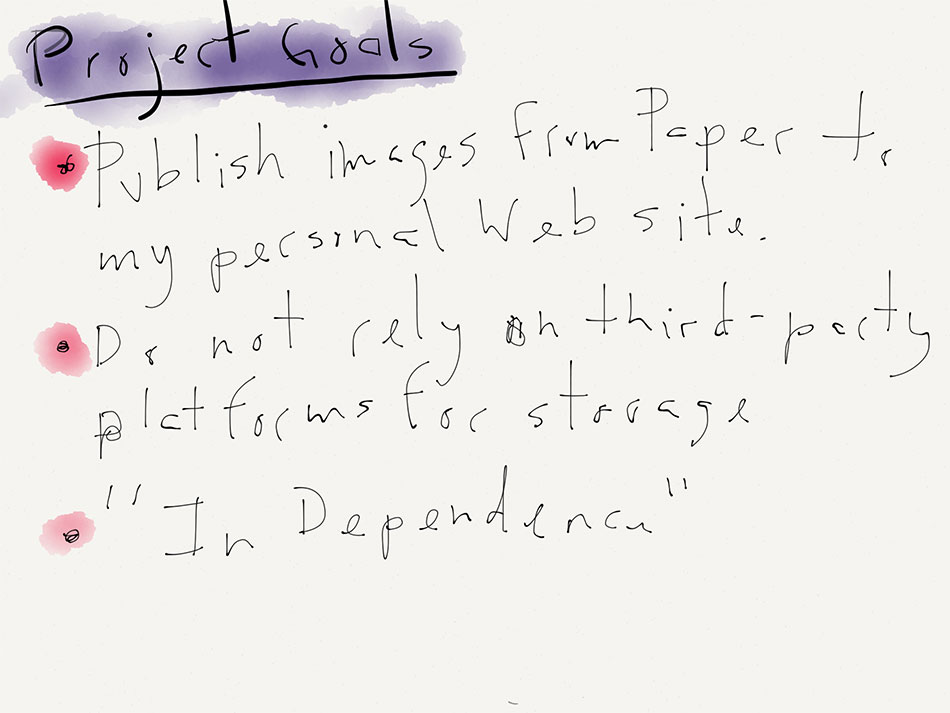 Project Goals
Publish images from Paper to
my personal Web site.
Do not rely on third-party
platforms for storage
"In Dependence"